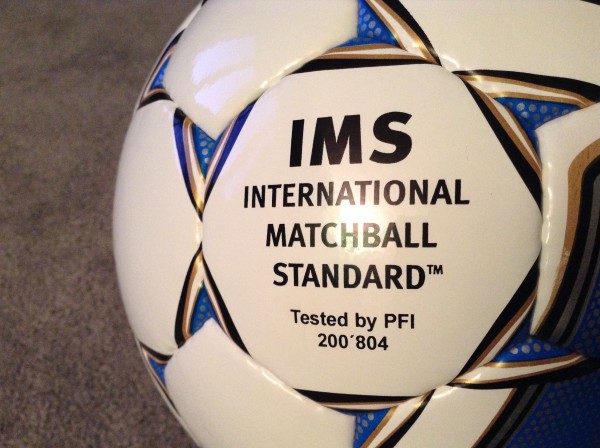 IMS
INTERNATIONAL
MATCHBALL
STANDARD™
Tested by PFI
200´804